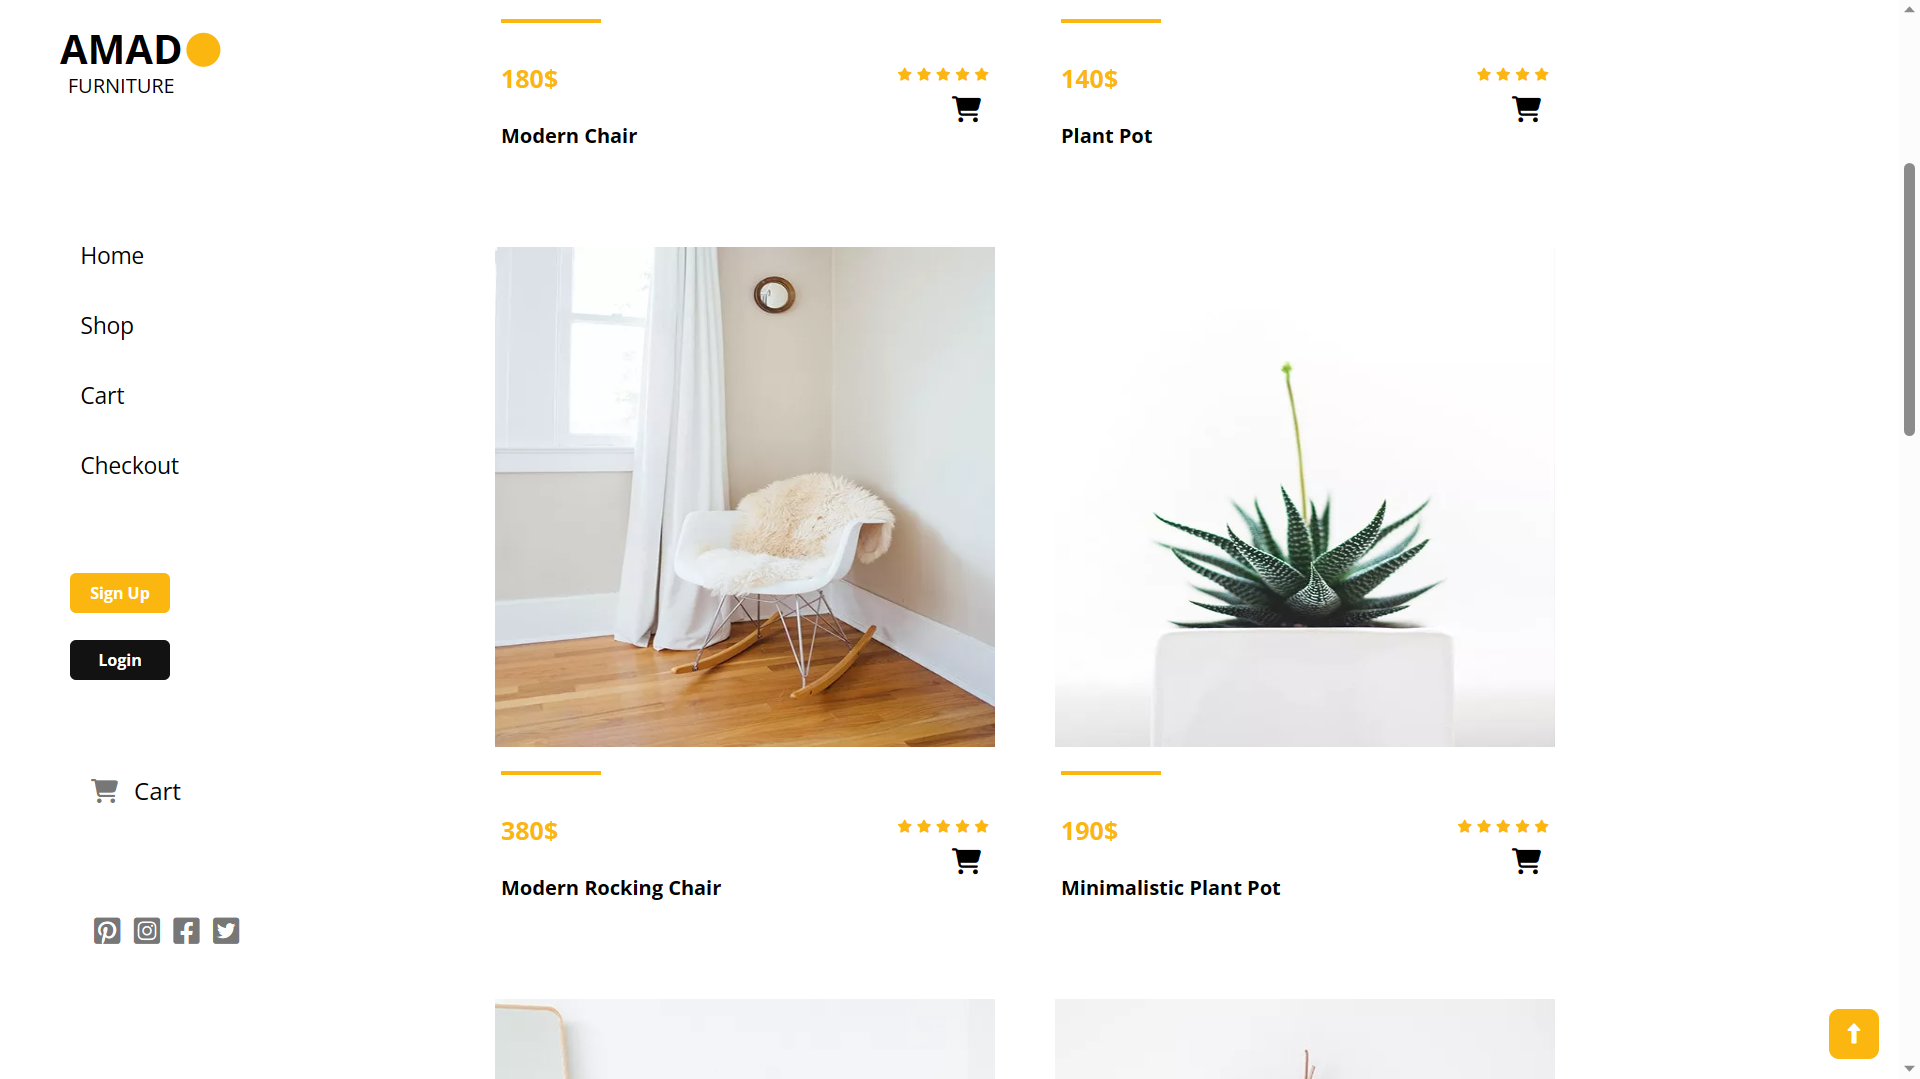 AMAD
FURNITURE
Home
Shop
Cart
Checkout
Sign Up
Login
Cart
180$
Modern Chair
140$
Plant Pot
380$
Modern Rocking Chair
190$
Minimalistic Plant Pot